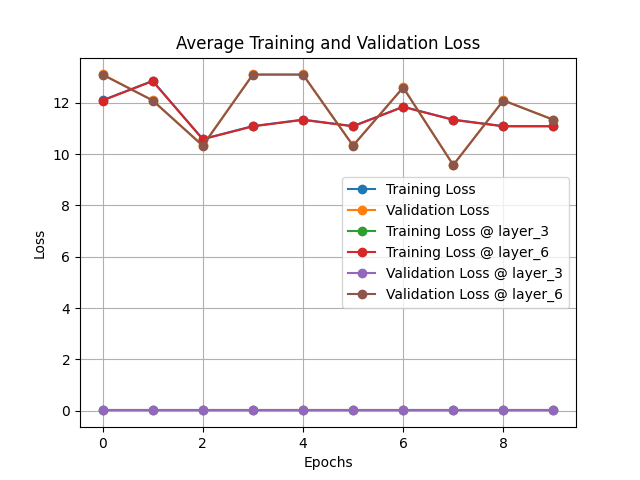 Average Training and Validation Loss
Loss
12
10
8
6
4
2
0
Training Loss
Validation Loss
Training Loss @ layer_3
Training Loss @ layer_6
Validation Loss @ layer_3
Validation Loss @ layer_6
0 2 4 6 8
Epochs